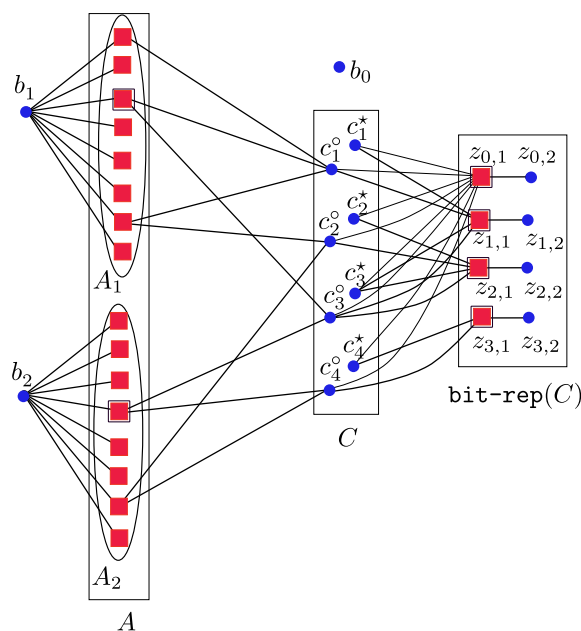 b₁
b₀
c₁⋆
c₁°
z₀,₁ z₀,₂
c₂⋆
c₂°
z₁,₁ z₁,₂
A₁
c₃⋆
c₃°
z₂,₁ z₂,₂
z₃,₁ z₃,₂
c₄⋆
c₄°
b₂
bit-rep(C)
C
A₂
A